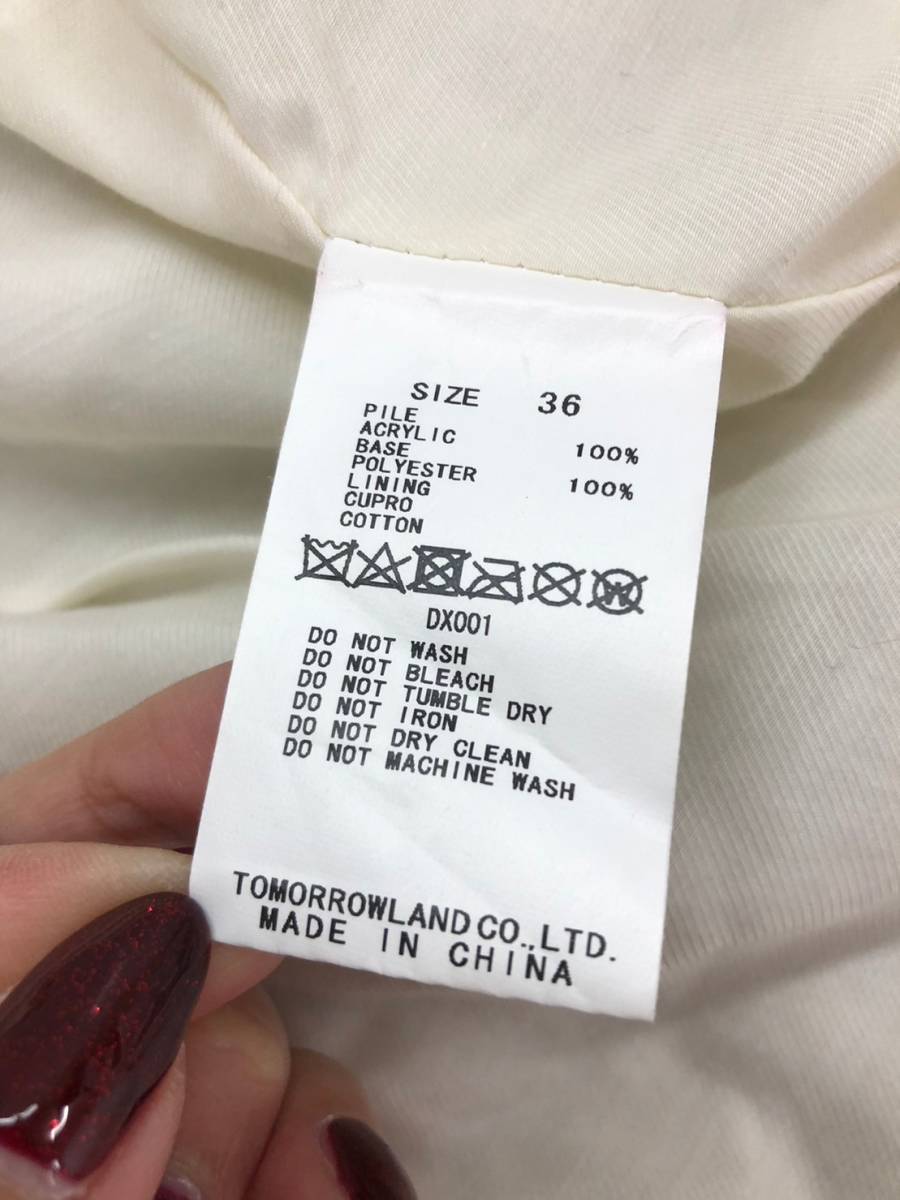 SIZE 36
PILE
ACRYLIC 100%
BASE
POLYESTER 100%
LINING
CUPRO
COTTON
DX001
DO NOT WASH
DO NOT BLEACH
DO NOT TUMBLE DRY
DO NOT IRON
DO NOT DRY CLEAN
DO NOT MACHINE WASH
TOMORROWLAND CO.,LTD.
MADE IN CHINA